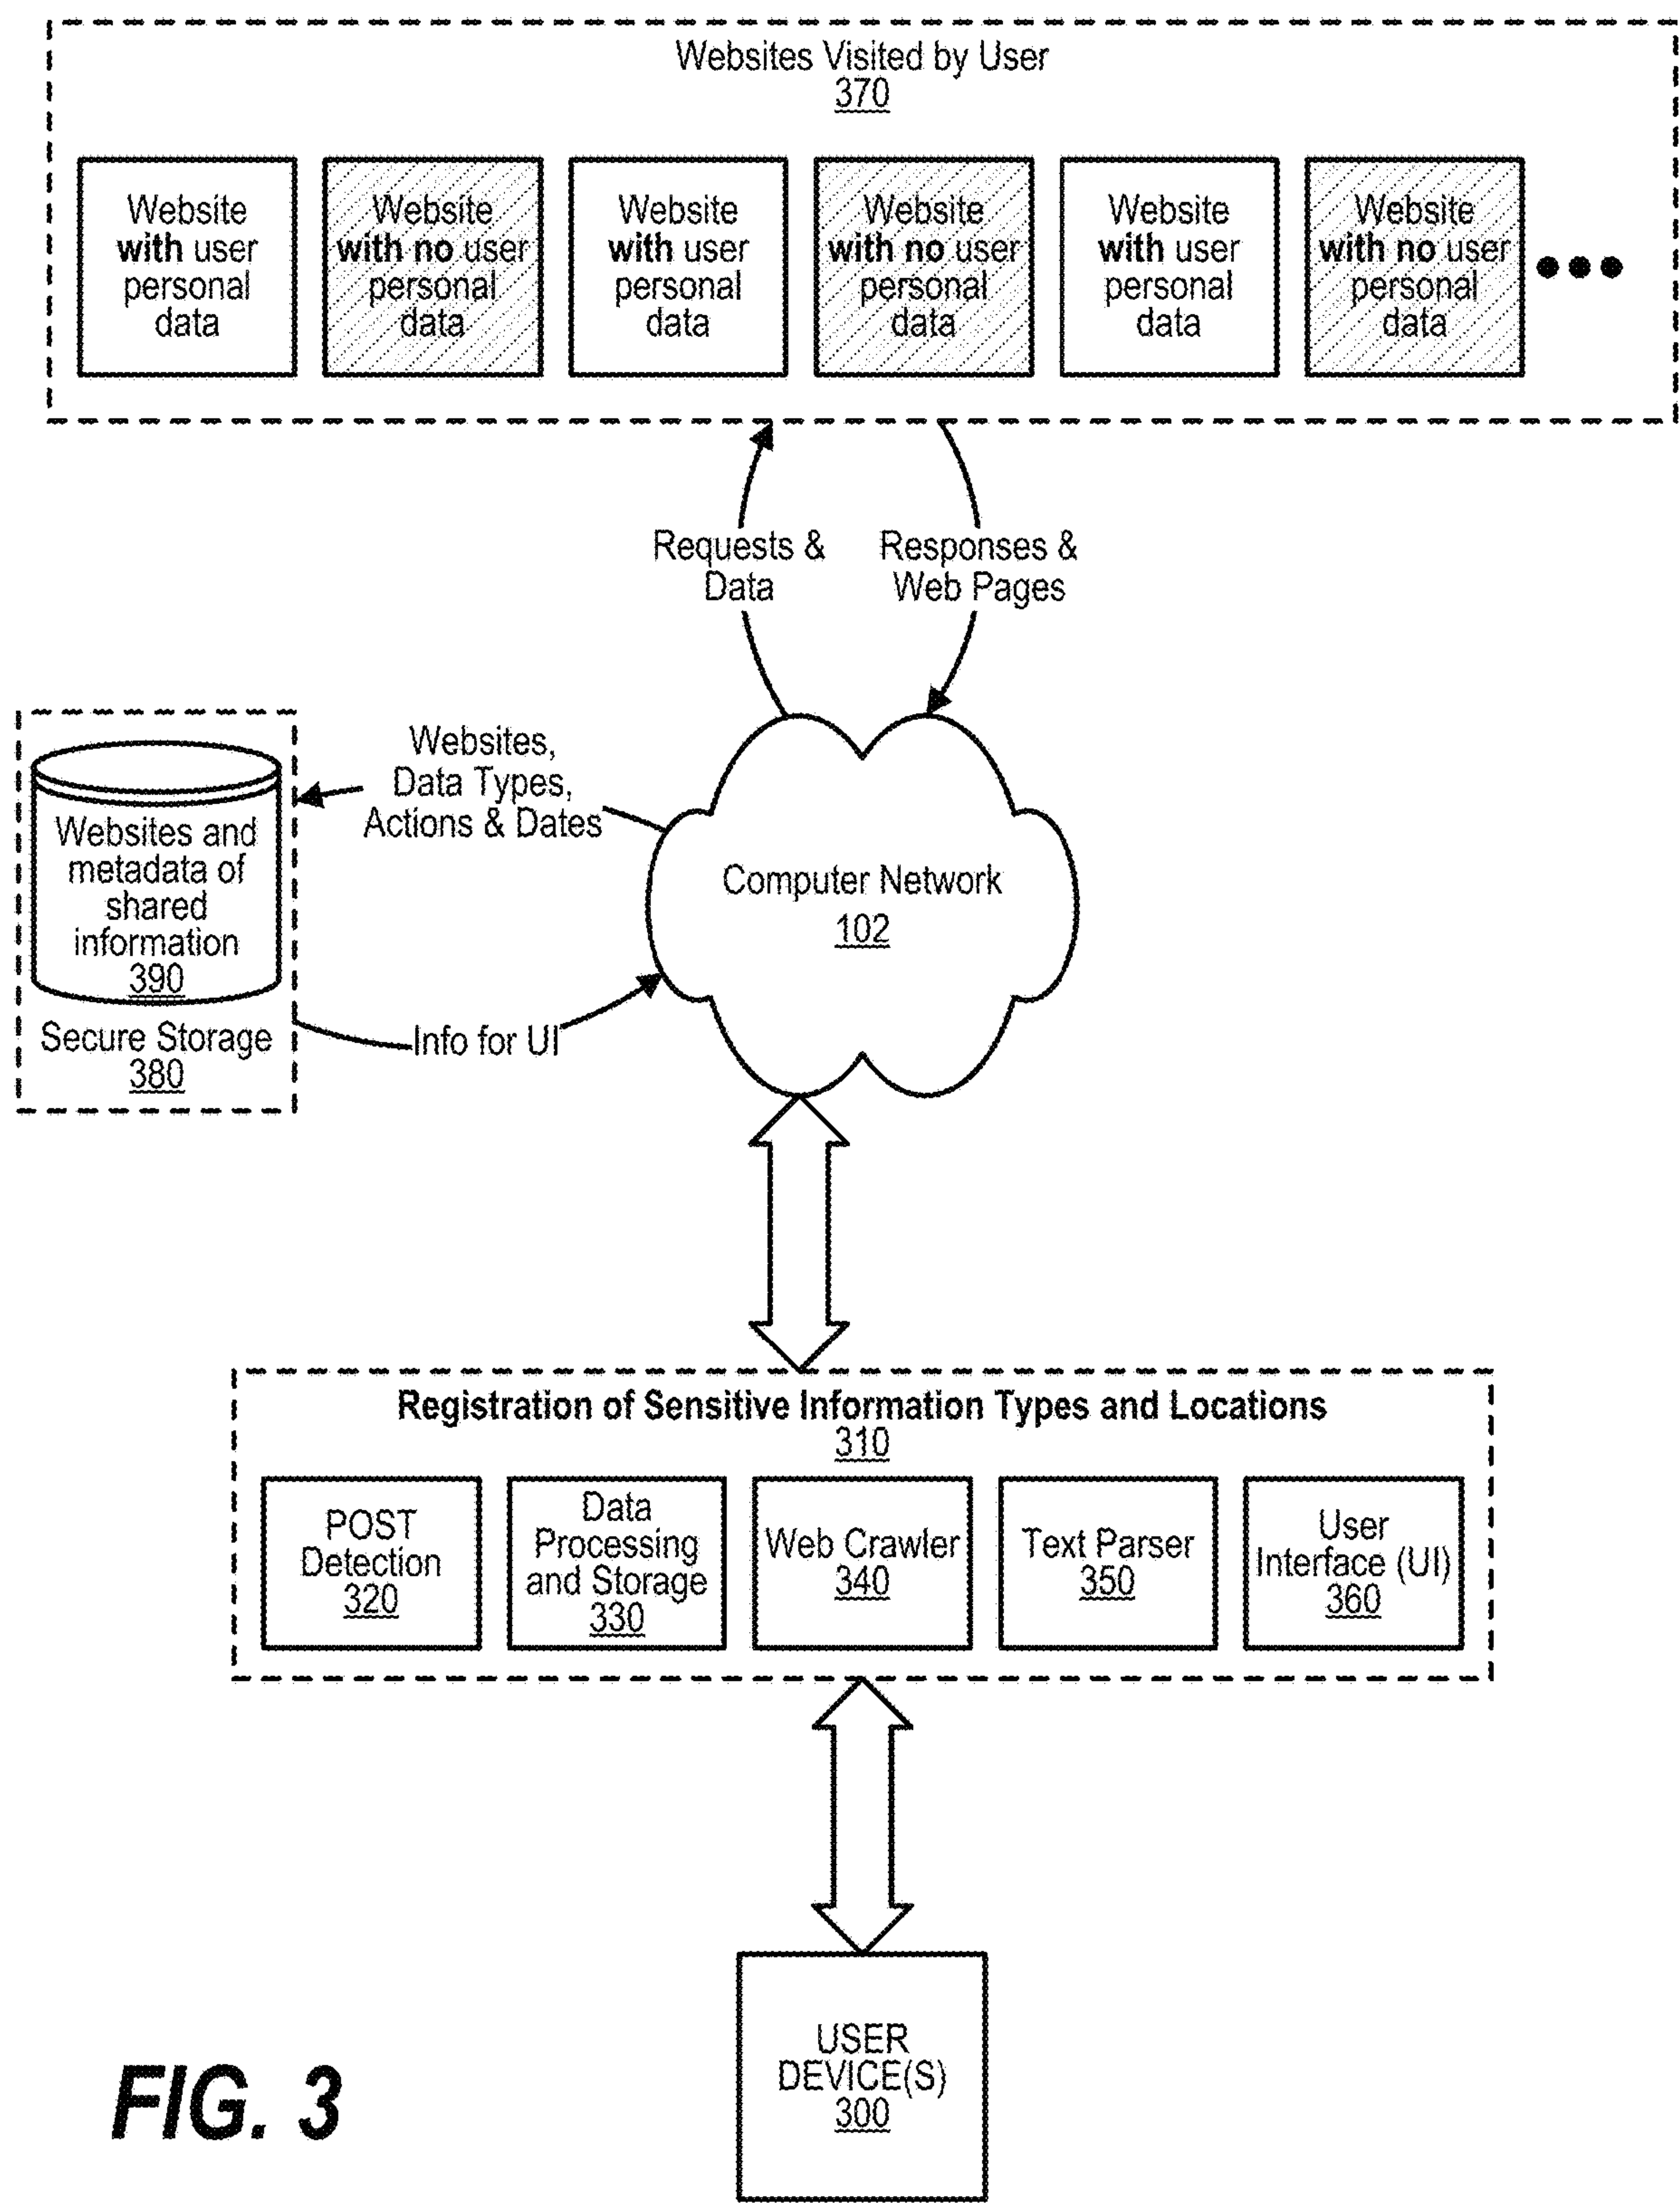 Websites Visited by User
370
Website
with user
personal
data
Website
with no user
personal
data
Website
with user
personal
data
Website
with no user
personal
data
Website
with user
personal
data
Website
with no user
personal
data
Requests &
Data
Responses &
Web Pages
Websites,
Data Types,
Actions & Dates
Websites and
metadata of
shared
information
390
Secure Storage
380
Info for UI
Computer Network
102
Registration of Sensitive Information Types and Locations
310
POST
Detection
320
Data
Processing
and Storage
330
Web Crawler
340
Text Parser
350
User
Interface (UI)
360
USER
DEVICE(S)
300
FIG. 3